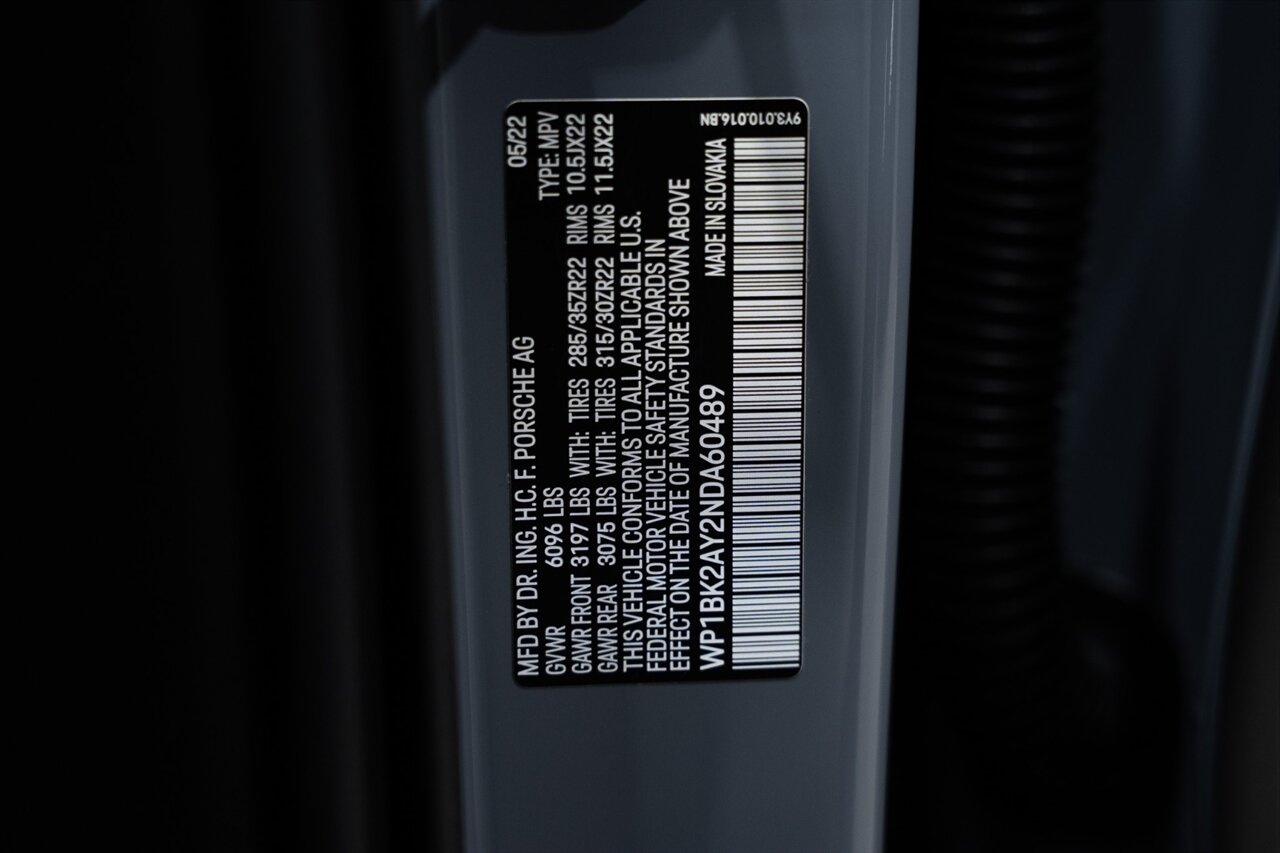 MFD BY DR. ING. H.C. F. PORSCHE AG 05/22
GVWR 6096 LBS TYPE: MPV
GAWR FRONT 3197 LBS WITH: TIRES 285/35ZR22 RIMS 10.5JX22
GAWR REAR 3075 LBS WITH: TIRES 315/30ZR22 RIMS 11.5JX22
THIS VEHICLE CONFORMS TO ALL APPLICABLE U.S.
FEDERAL MOTOR VEHICLE SAFETY STANDARDS IN
EFFECT ON THE DATE OF MANUFACTURE SHOWN ABOVE
WP1BK2AY2NDA60489 MADE IN SLOVAKIA
9Y3.010.016.BN